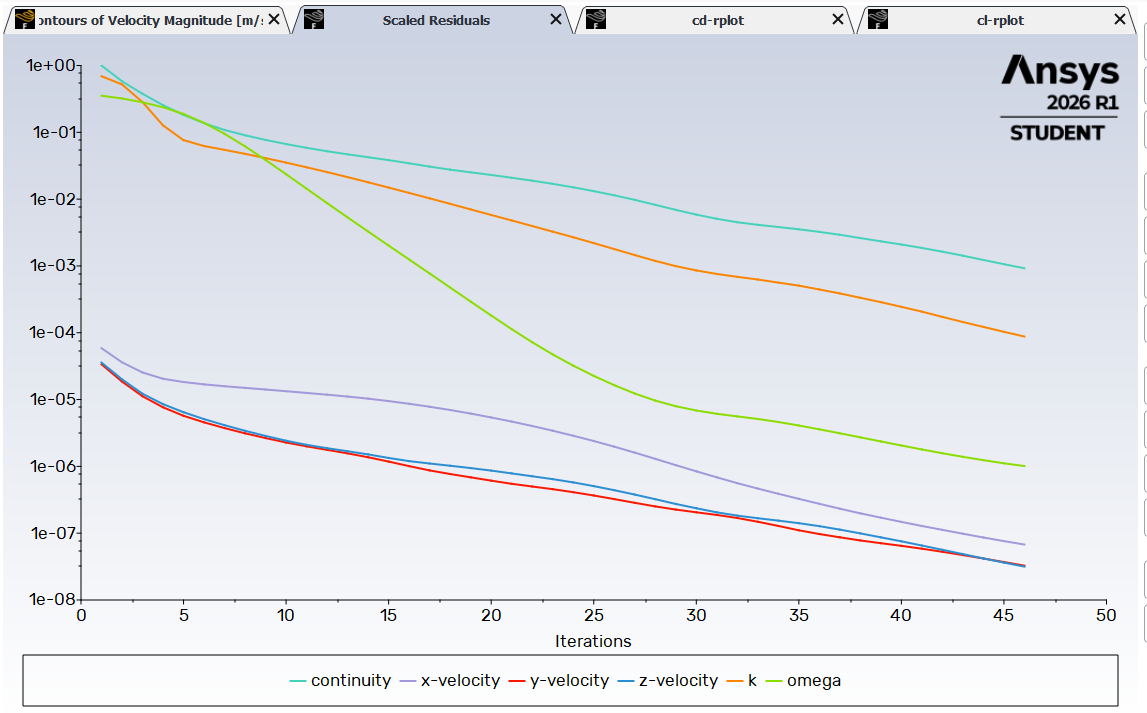 ontours of Velocity Magnitude [m/s
Scaled Residuals
cd-rplot
cl-rplot
Ansys
2026 R1
STUDENT
1e+00
1e-01
1e-02
1e-03
1e-04
1e-05
1e-06
1e-07
1e-08
0 5 10 15 20 25 30 35 40 45 50
Iterations
continuity x-velocity y-velocity z-velocity k omega